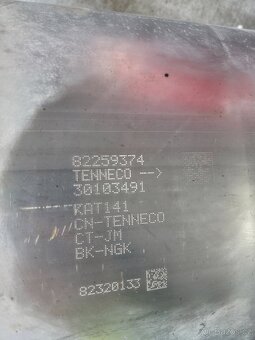 82259374
TENNECO -->
30103491
KAT141
CN-TENNECO
CT-JM
BK-NGK
82320133